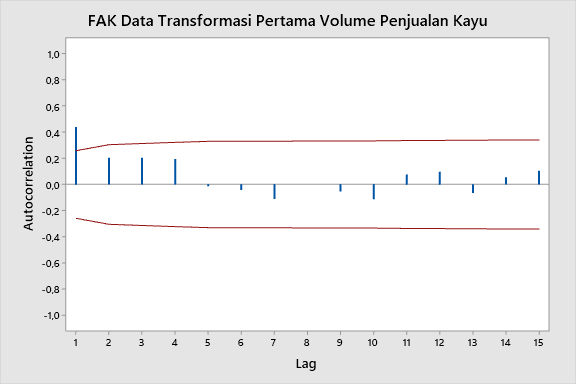 FAK Data Transformasi Pertama Volume Penjualan Kayu
1,0
0,8
0,6
0,4
0,2
0,0
-0,2
-0,4
-0,6
-0,8
-1,0
Autocorrelation
1 2 3 4 5 6 7 8 9 10 11 12 13 14 15
Lag